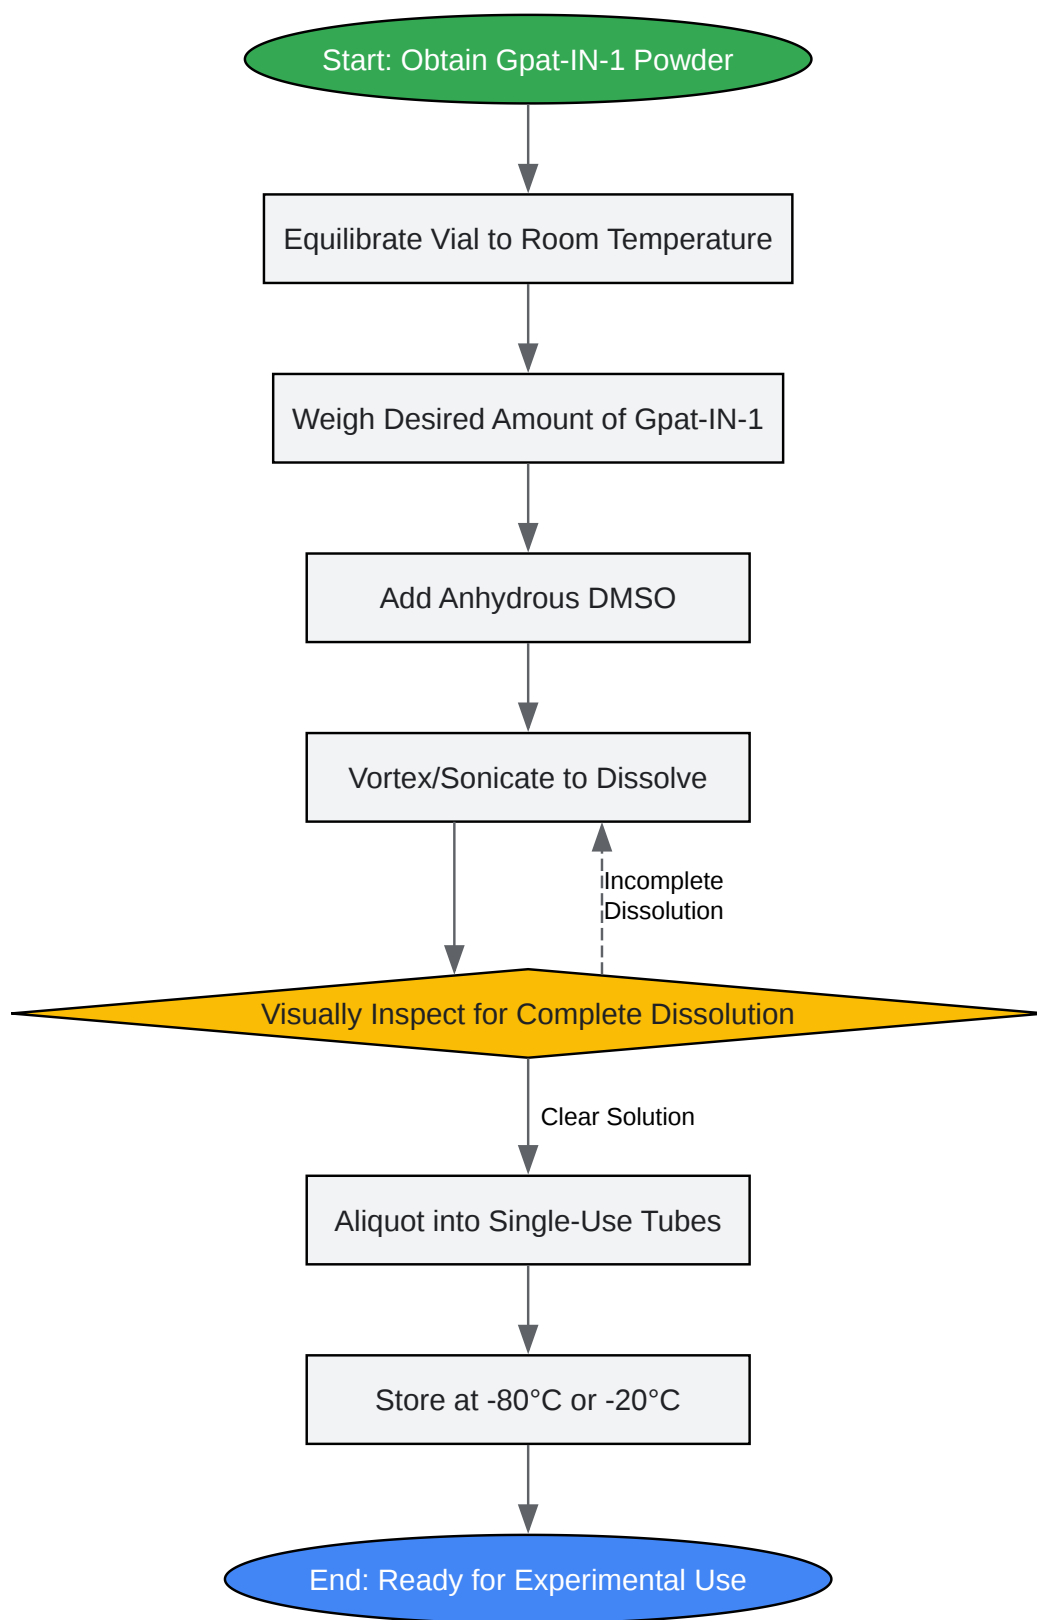 Start: Obtain Gpat-IN-1 Powder
Equilibrate Vial to Room Temperature
Weigh Desired Amount of Gpat-IN-1
Add Anhydrous DMSO
Vortex/Sonicate to Dissolve
Incomplete
Dissolution
Visually Inspect for Complete Dissolution
Clear Solution
Aliquot into Single-Use Tubes
Store at -80°C or -20°C
End: Ready for Experimental Use